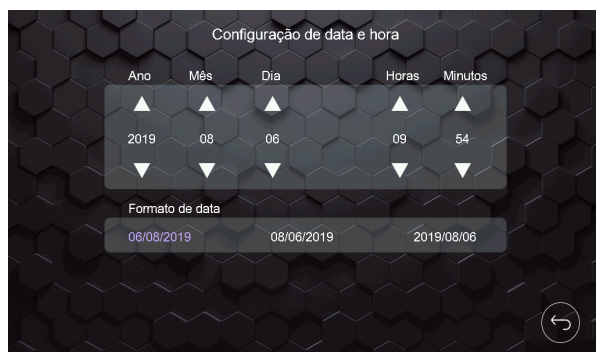 Configuração de data e hora
Ano Mês Dia Horas Minutos
2019 08 06 09 54
Formato de data
06/08/2019 08/06/2019 2019/08/06